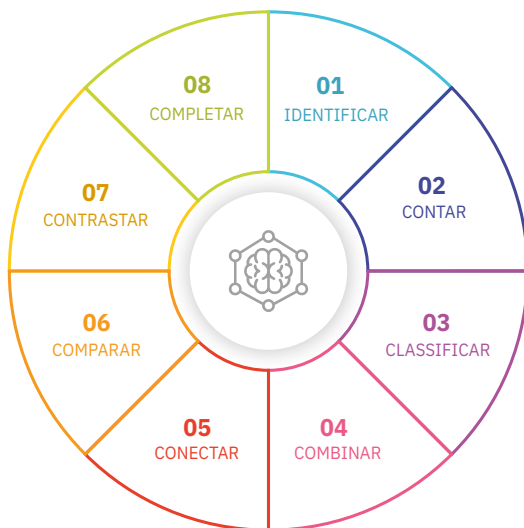 01
IDENTIFICAR
02
CONTAR
03
CLASSIFICAR
04
COMBINAR
05
CONECTAR
06
COMPARAR
07
CONTRASTAR
08
COMPLETAR